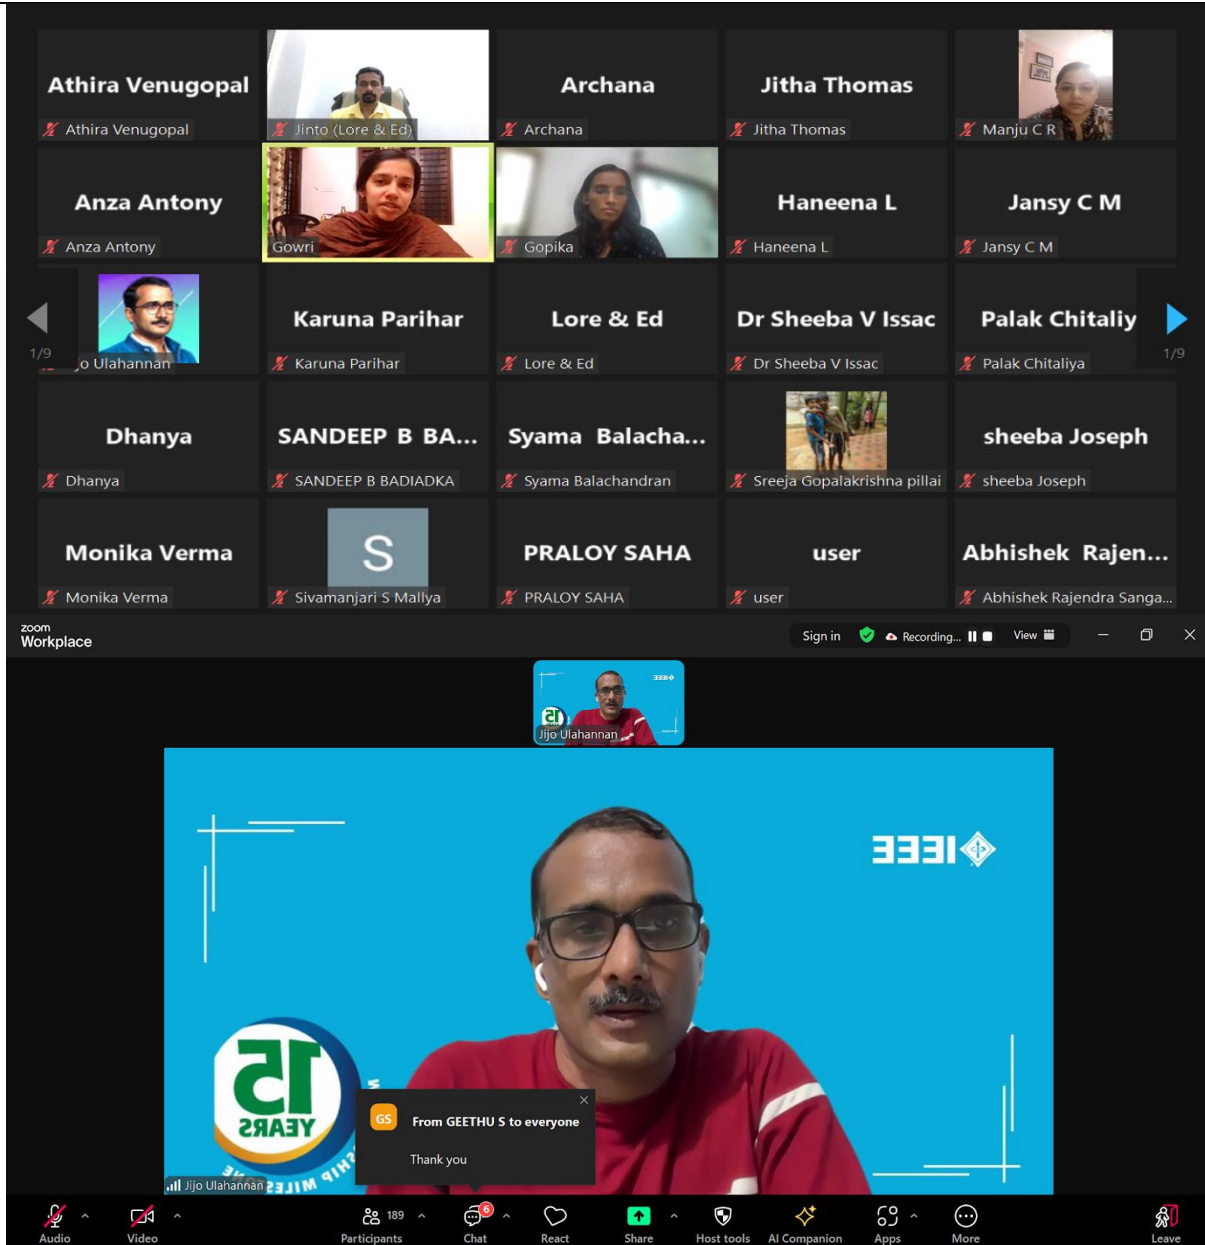 Athira Venugopal
Athira Venugopal
Jinto (Lore & Ed)
Archana
Archana
Jitha Thomas
Jitha Thomas
Manju C R
Anza Antony
Anza Antony
Gowri
Gopika
Haneena L
Haneena L
Jansy C M
Jansy C M
1/9
jo Ulahannan
Karuna Parihar
Karuna Parihar
Lore & Ed
Lore & Ed
Dr Sheeba V Issac
Dr Sheeba V Issac
Palak Chitaliy
Palak Chitaliya
1/9
Dhanya
Dhanya
SANDEEP B BA...
SANDEEP B BADIADKA
Syama Balacha...
Syama Balachandran
Sreeja Gopalakrishna pillai
sheeba Joseph
sheeba Joseph
Monika Verma
Monika Verma
S
Sivamanjari S Mallya
PRALOY SAHA
PRALOY SAHA
user
user
Abhishek Rajen...
Abhishek Rajendra Sanga...
zoom
Workplace
Sign in
Recording...
View
IEEE
15
Jijo Ulahannan
IEEE
15
YEARS
GS
From GEETHU S to everyone
Thank you
Jijo Ulahannan
Audio
Video
189
Participants
6
Chat
React
Share
Host tools
AI Companion
Apps
More
Leave